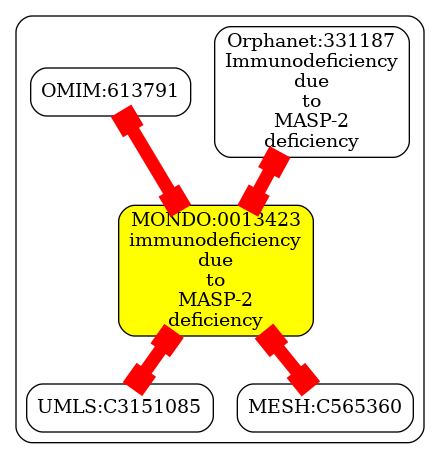 Orphanet:331187
Immunodeficiency
due
to
MASP-2
deficiency
OMIM:613791
MONDO:0013423
immunodeficiency
due
to
MASP-2
deficiency
UMLS:C3151085
MESH:C565360